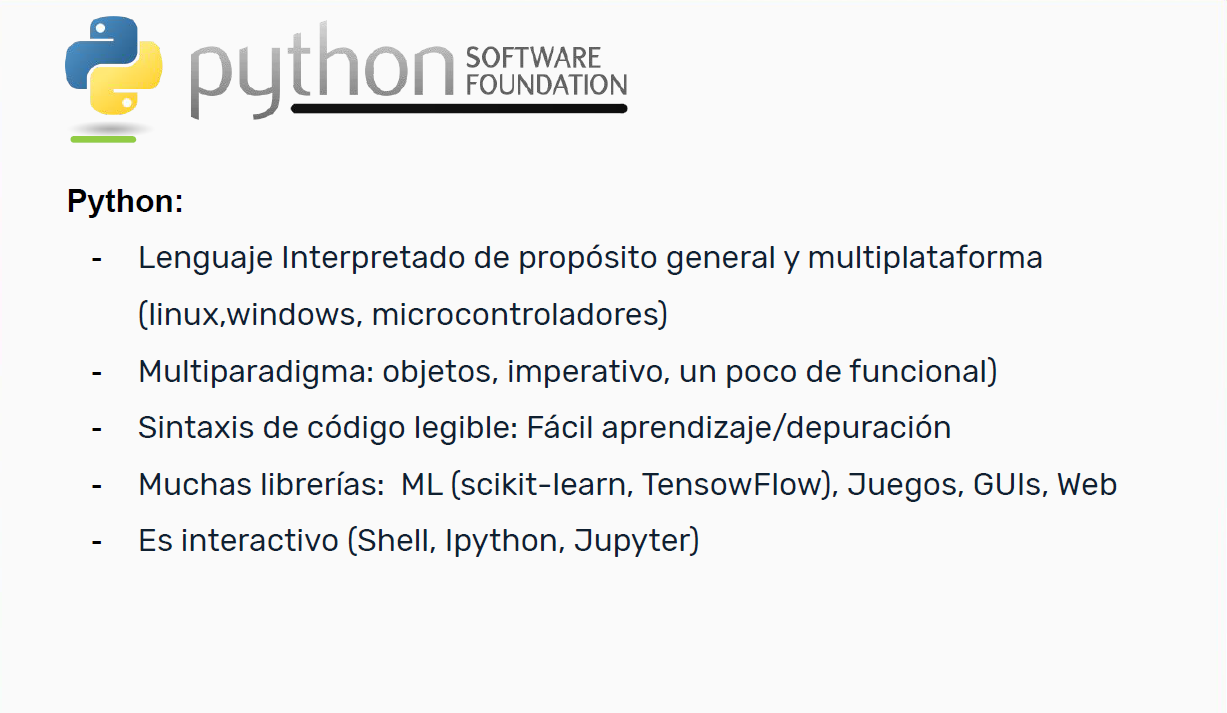 python SOFTWARE
FOUNDATION
Python:
- Lenguaje Interpretado de propósito general y multiplataforma
(linux,windows, microcontroladores)
- Multiparadigma: objetos, imperativo, un poco de funcional)
- Sintaxis de código legible: Fácil aprendizaje/depuración
- Muchas librerías: ML (scikit-learn, TensowFlow), Juegos, GUIs, Web
- Es interactivo (Shell, Ipython, Jupyter)